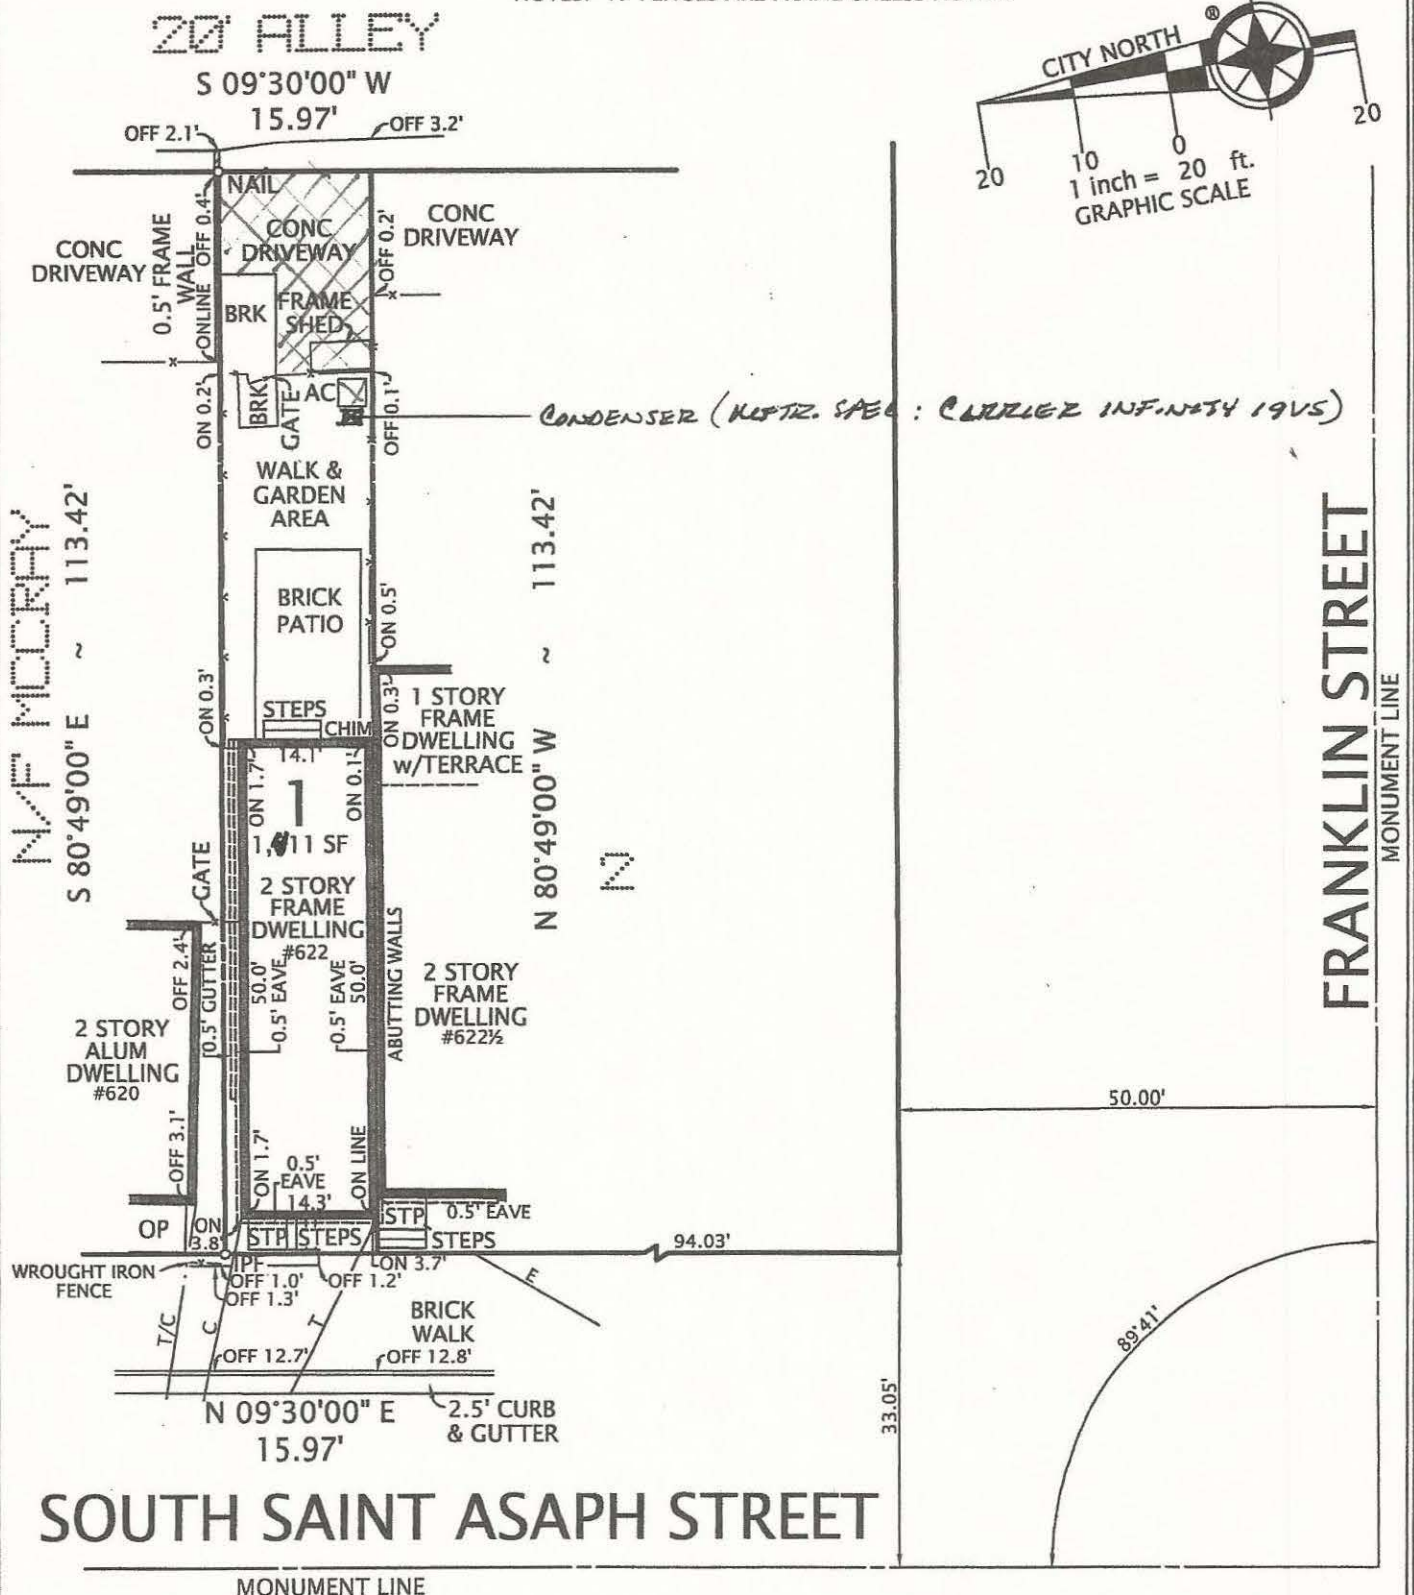 20' ALLEY
S 09°30'00" W
15.97'
OFF 2.1'
OFF 3.2'
CITY NORTH
®
20
10
0
20
1 inch = 20 ft.
GRAPHIC SCALE
NAIL
CONC
DRIVEWAY
CONC
DRIVEWAY
CONC
DRIVEWAY
0.5' FRAME
WALL
ONLINE
OFF 0.4'
OFF 0.2'
BRK
FRAME
SHED
ON 0.2'
BRK
GATE
AC
OFF 0.1'
CONDENSER (MFTR. SPEC : CARRIER INFINITY 19VS)
WALK &
GARDEN
AREA
N/F MCCRAY
S 80°49'00" E ~ 113.42'
BRICK
PATIO
ON 0.5'
N 80°49'00" W ~ 113.42'
ON 0.3'
STEPS
CHIM
ON 0.3'
1 STORY
FRAME
DWELLING
w/TERRACE
14.1'
ON 1.7'
ON 0.1'
1
11 SF
2
GATE
2 STORY
FRAME
DWELLING
#622
OFF 2.4'
0.5' GUTTER
50.0'
0.5' EAVE
0.5' EAVE
50.0'
ABUTTING WALLS
2 STORY
FRAME
DWELLING
#622½
2 STORY
ALUM
DWELLING
#620
OFF 3.1'
ON 1.7'
0.5'
EAVE
14.3'
ON LINE
OP
ON
3.8'
STP
STEPS
STP
STEPS
0.5' EAVE
94.03'
WROUGHT IRON
FENCE
IPF
OFF 1.0'
OFF 1.3'
OFF 1.2'
ON 3.7'
E
T/C
C
T
BRICK
WALK
OFF 12.7'
OFF 12.8'
N 09°30'00" E
15.97'
2.5' CURB
& GUTTER
FRANKLIN STREET
MONUMENT LINE
50.00'
89°41'
33.05'
SOUTH SAINT ASAPH STREET
MONUMENT LINE